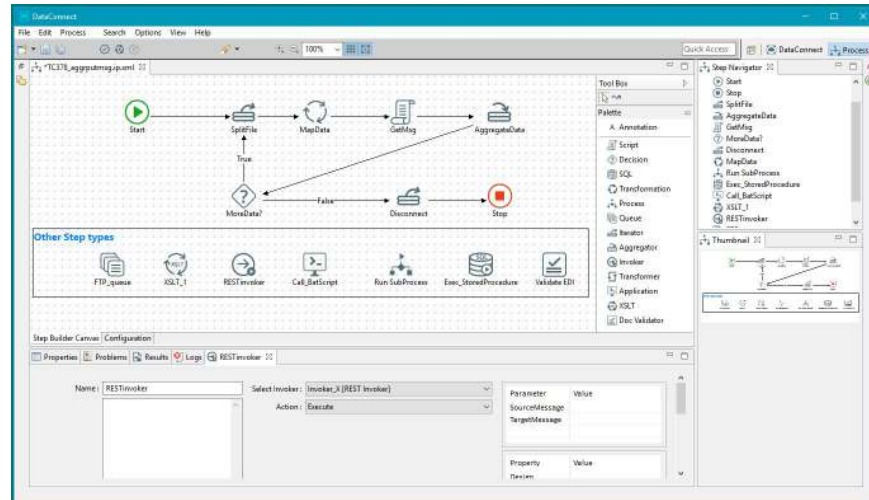 DataConnect
File Edit Process Search Options View Help
100%
Quick Access
DataConnect
Process
*TC378_aggrputmsg.ip.xml
Start
SplitFile
MapData
GetMsg
AggregateData
True
MoreData?
False
Disconnect
Stop
Other Step types
FTP_queue
XSLT_1
RESTinvoker
Call_BatScript
Run SubProcess
Exec_StoredProcedure
Validate EDI
Step Builder Canvas Configuration
Tool Box
Palette
A Annotation
Script
Decision
SQL
Transformation
Process
Queue
Iterator
Aggregator
Invoker
Transformer
Application
XSLT
Doc Validator
Step Navigator
Start
Stop
SplitFile
AggregateData
GetMsg
MoreData?
Disconnect
MapData
Run SubProcess
Exec_StoredProcedure
Call_BatScript
XSLT_1
RESTinvoker
Thumbnail
Properties Problems Results Logs RESTinvoker
Name: RESTinvoker
Select Invoker: Invoker_X [REST Invoker]
Action: Execute
Parameter Value
SourceMessage
TargetMessage
Property Value